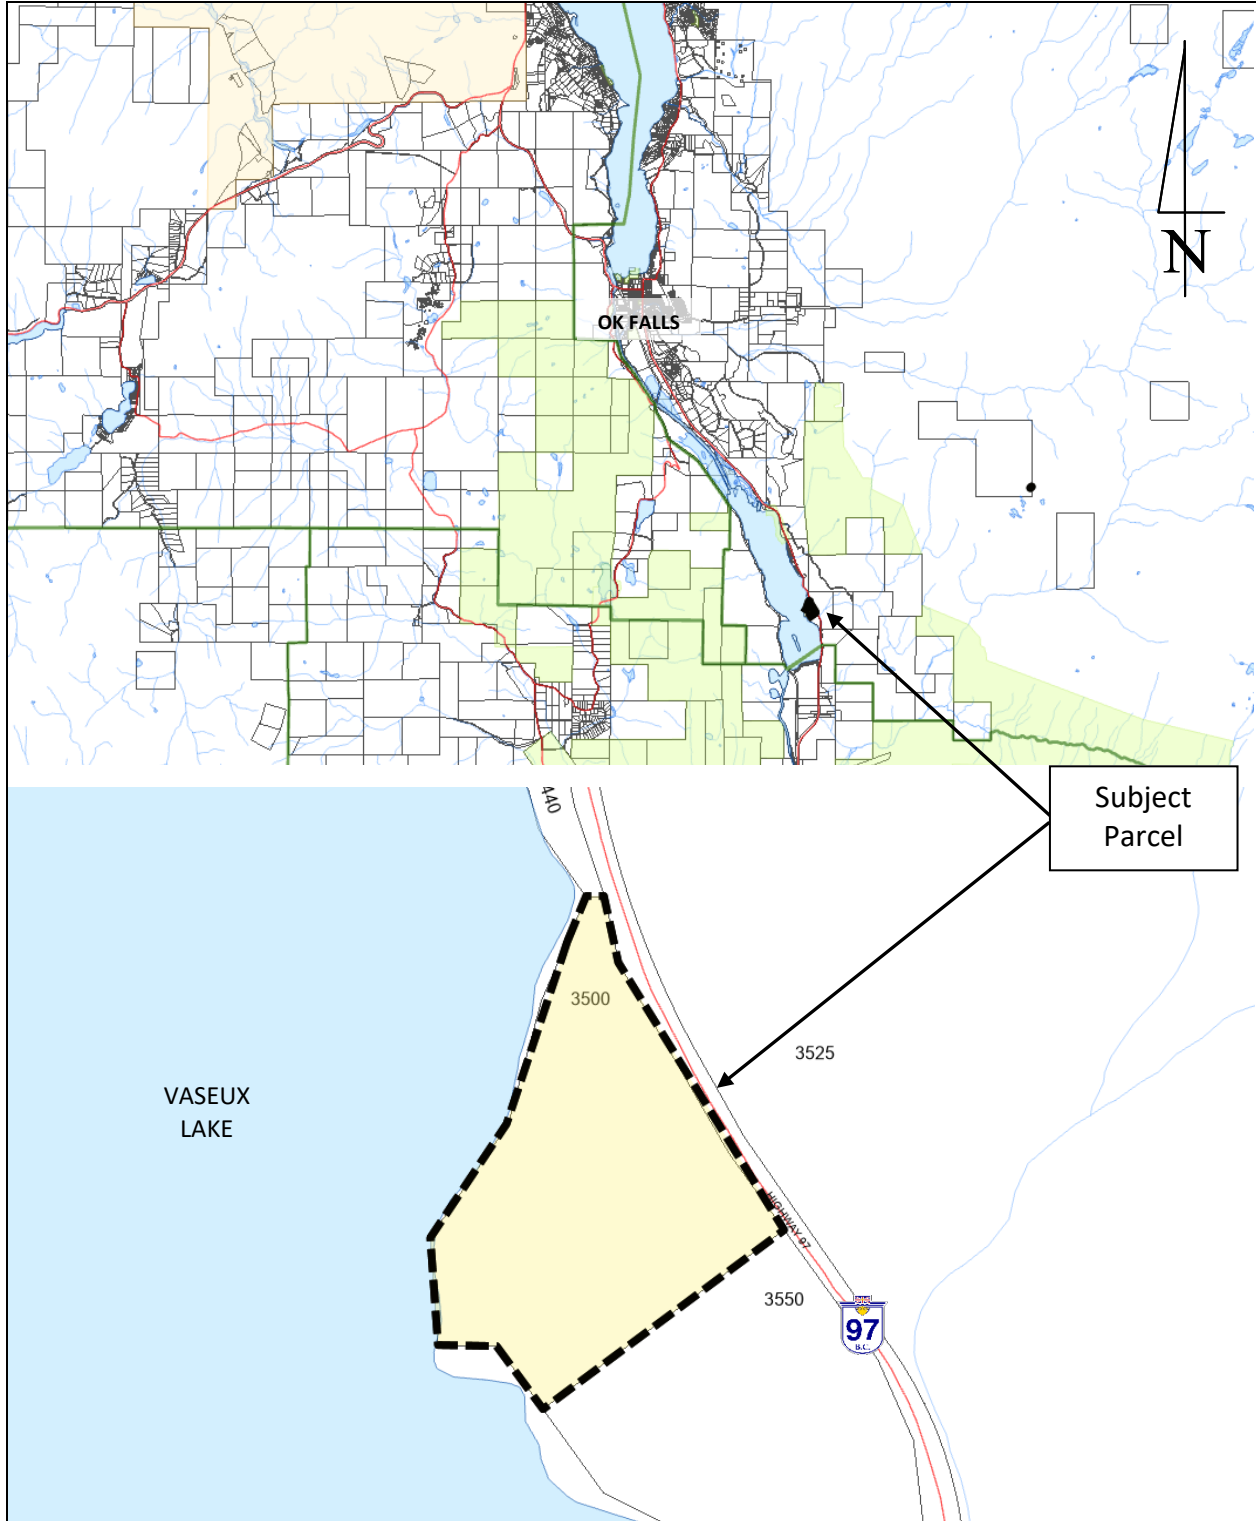 N
OK FALLS
Subject
Parcel
440
3500
3525
VASEUX
LAKE
HIGHWAY 97
3550
97
B.C.